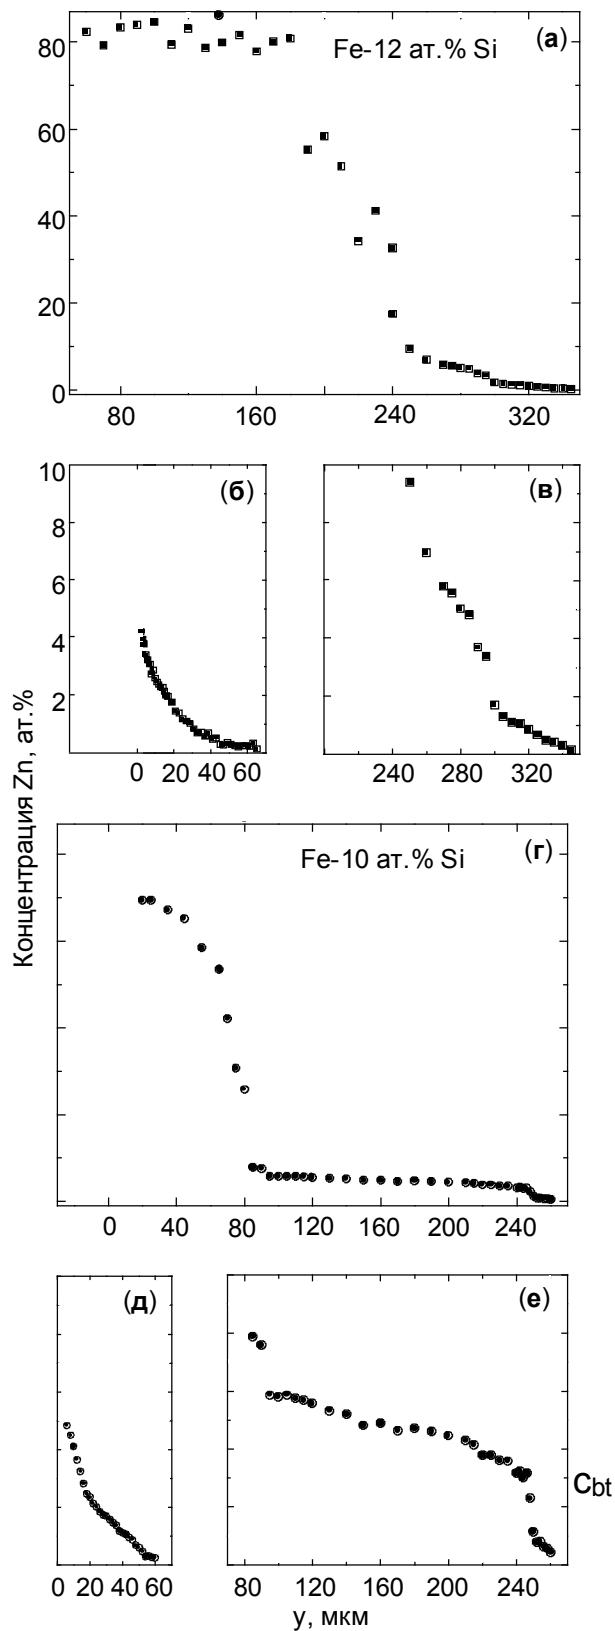 Fe-12 ат.% Si
(а)
80
60
40
20
0
80 160 240 320
10
8
6
4
2
(б)
(в)
0 20 40 60
240 280 320
Концентрация Zn, ат.%
Fe-10 ат.% Si
(г)
0 40 80 120 160 200 240
(д)
(е)
C_bt
0 20 40 60
80 120 160 200 240
y, мкм